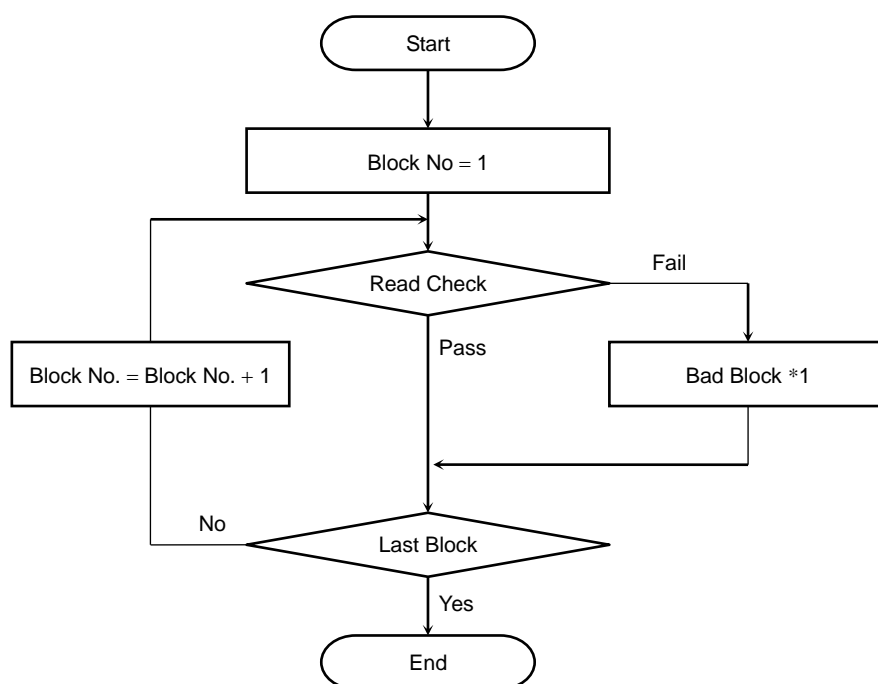 Start
Block No = 1
Read Check
Fail
Pass
Block No. = Block No. + 1
Bad Block *1
No
Last Block
Yes
End